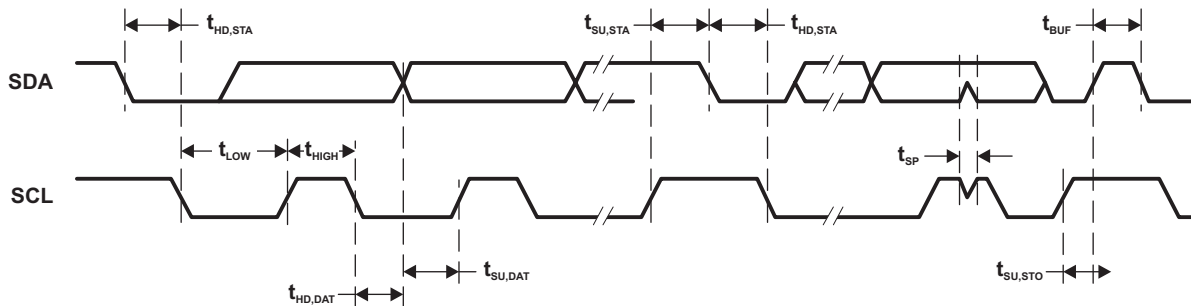 tHD,STA tSU,STA tHD,STA tBUF
SDA
tLOW tHIGH tSP
SCL
tSU,DAT tSU,STO
tHD,DAT